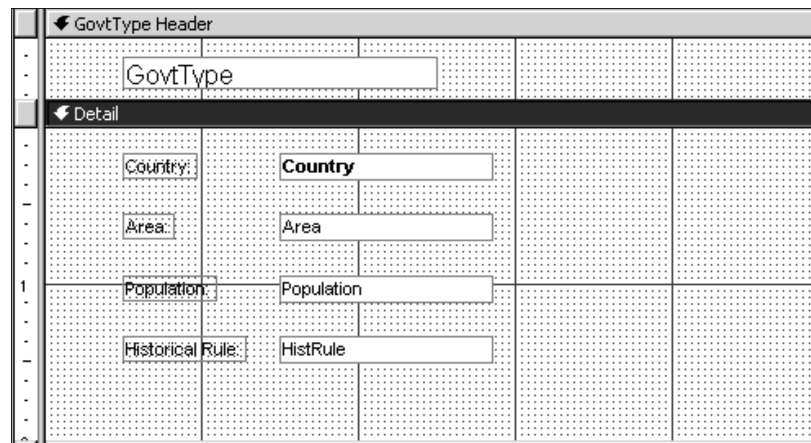 GovtType Header
GovtType
Detail
Country: Country
Area: Area
1
Population: Population
Historical Rule: HistRule